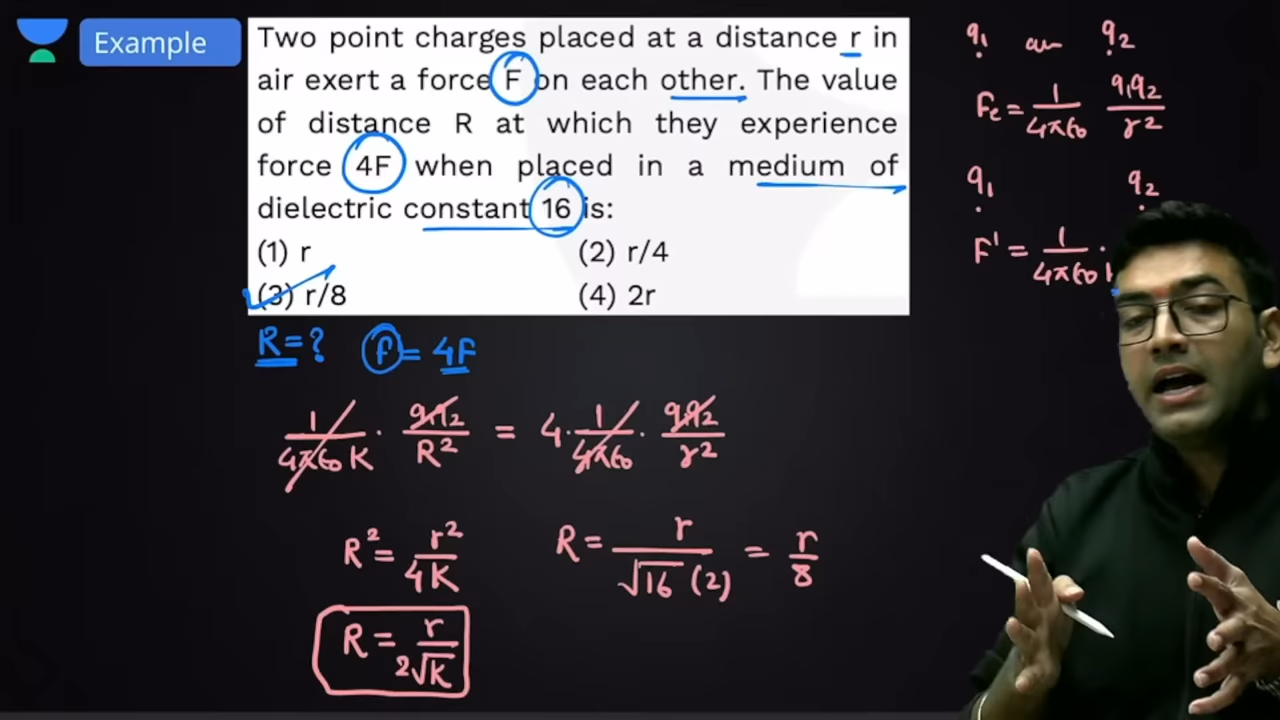 Example
Two point charges placed at a distance r in
air exert a force F on each other. The value
of distance R at which they experience
force 4F when placed in a medium of
dielectric constant 16 is:
(1) r (2) r/4
(3) r/8 (4) 2r
R = ? f = 4F
1/4πε0K · q1q2/R² = 4 · 1/4πε0 · q1q2/r²
R² = r²/4K
R = r/2√K
R = r/√16 (2) = r/8
q1 air q2
Fc = 1/4πε0 q1q2/r²
q1 q2
F' = 1/4πε0